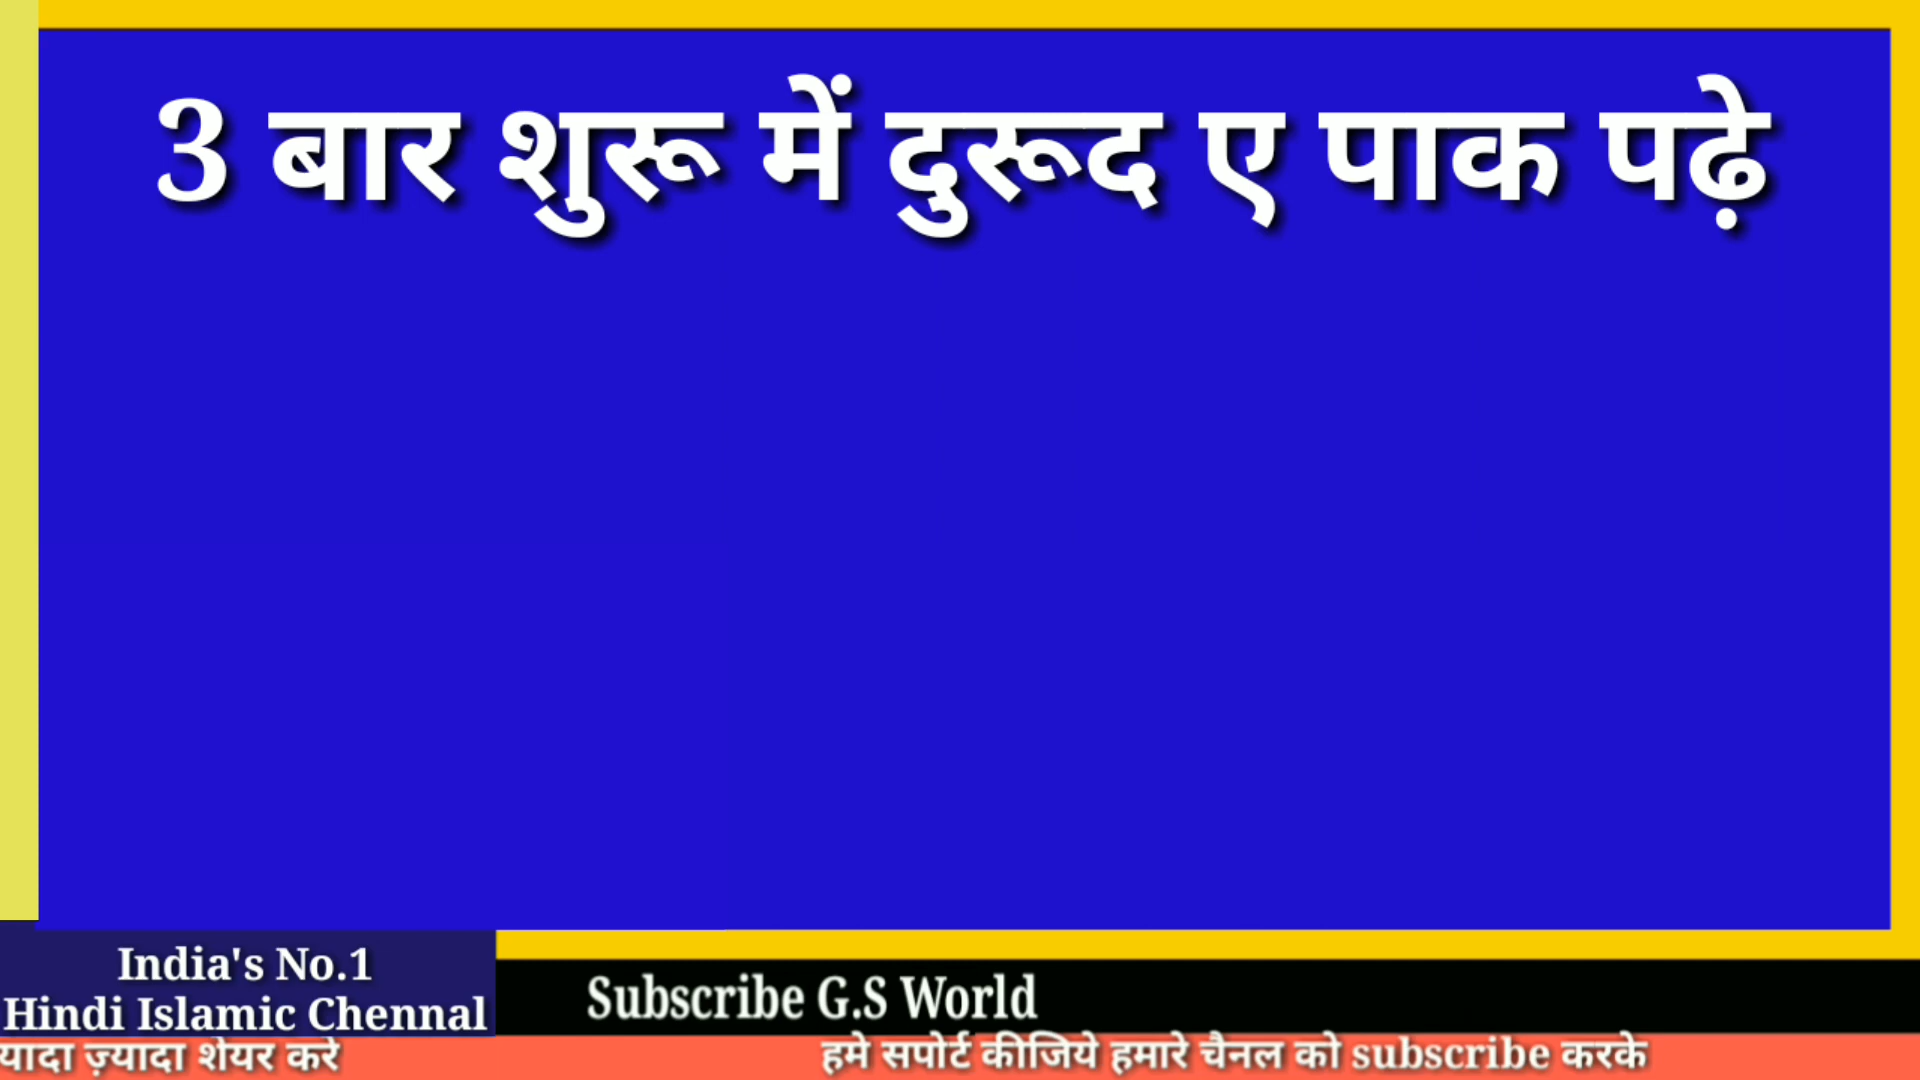 3 बार शुरू में दुरूद ए पाक पढ़े
India's No.1
Hindi Islamic Chennal
Subscribe G.S World
यादा ज़्यादा शेयर करे हमे सपोर्ट कीजिये हमारे चैनल को subscribe करके